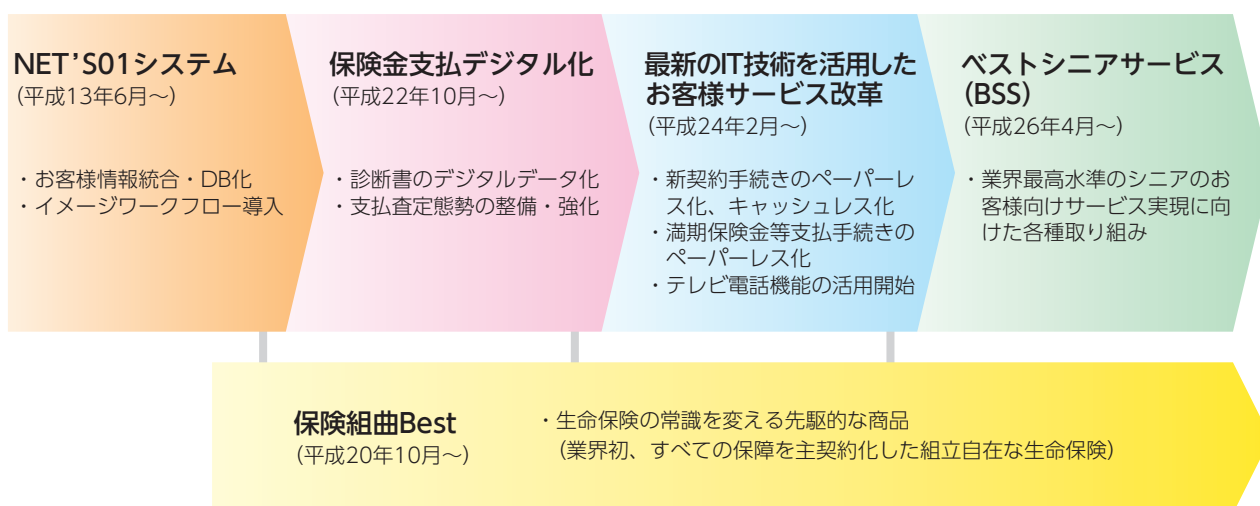 NET’S01システム
(平成13年6月〜)
・お客様情報統合・DB化
・イメージワークフロー導入
保険金支払デジタル化
(平成22年10月〜)
・診断書のデジタルデータ化
・支払査定態勢の整備・強化
最新のIT技術を活用した
お客様サービス改革
(平成24年2月〜)
・新契約手続きのペーパーレ
ス化、キャッシュレス化
・満期保険金等支払手続きの
ペーパーレス化
・テレビ電話機能の活用開始
ベストシニアサービス
(BSS)
(平成26年4月〜)
・業界最高水準のシニアのお
客様向けサービス実現に向
けた各種取り組み
保険組曲Best
(平成20年10月〜)
・生命保険の常識を変える先駆的な商品
(業界初、すべての保障を主契約化した組立自在な生命保険)